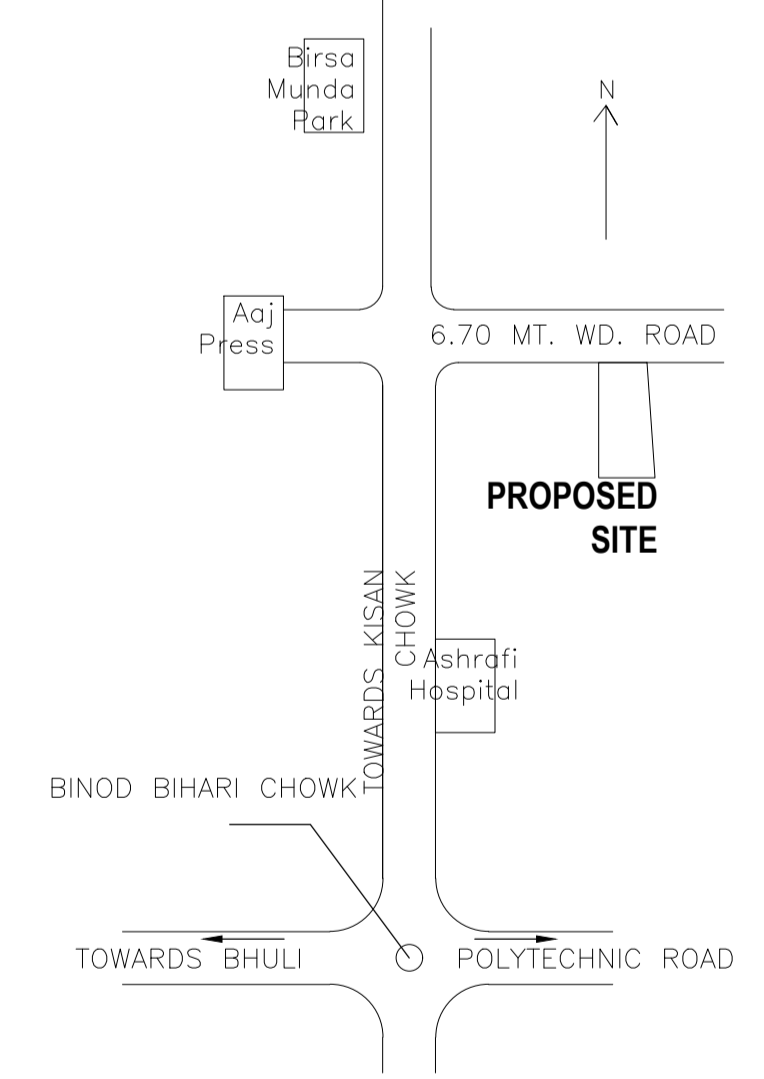 Birsa
Munda
Park
N
Aaj
Press
6.70 MT. WD. ROAD
PROPOSED
SITE
TOWARDS KISAN
CHOWK
Ashrafi
Hospital
BINOD BIHARI CHOWK
TOWARDS BHULI
POLYTECHNIC ROAD